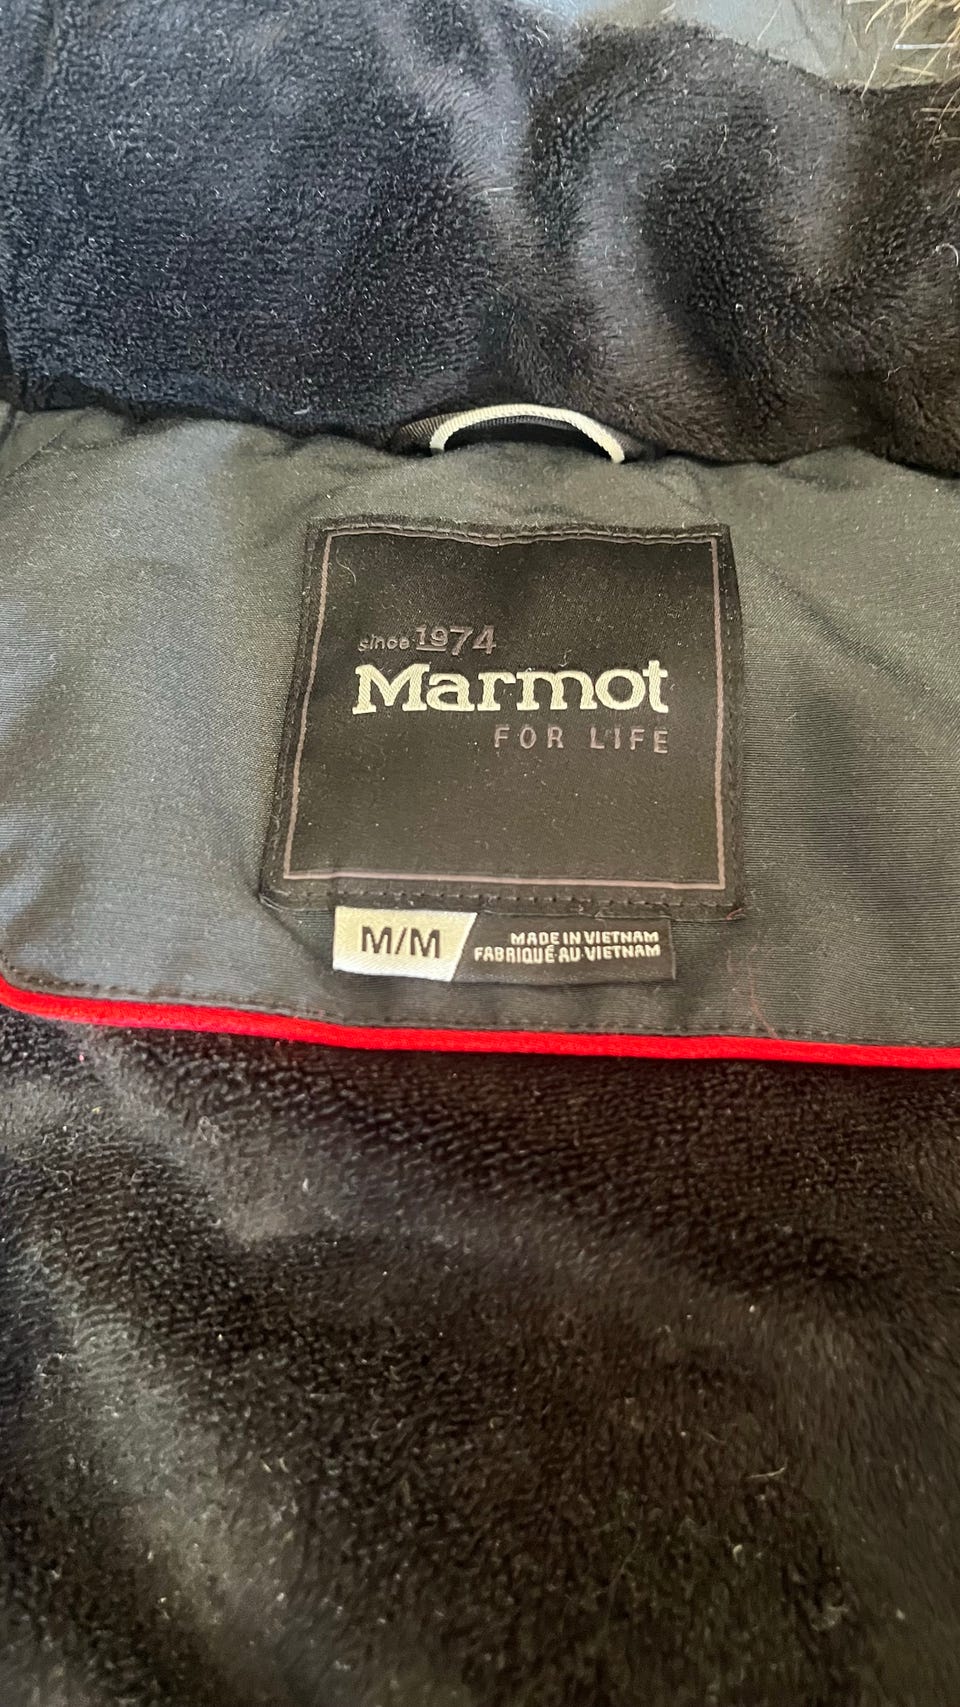 since 1974
Marmot
FOR LIFE
M/M
MADE IN VIETNAM
FABRIQUÉ AU VIETNAM